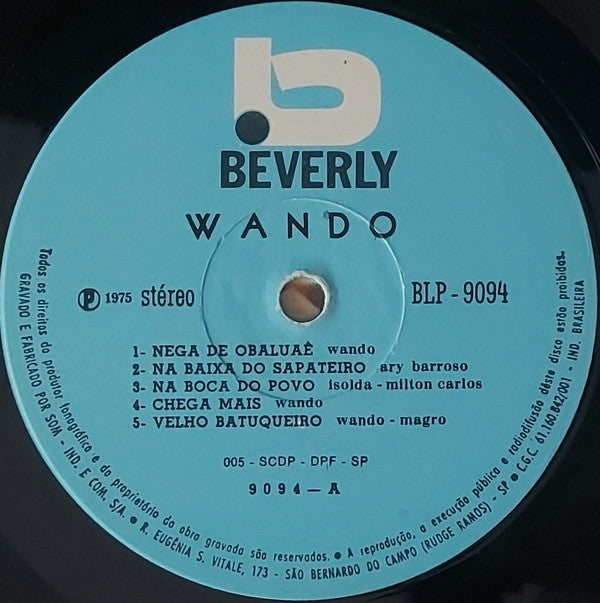 b
BEVERLY
WANDO
℗ 1975 stéreo
BLP - 9094
1- NEGA DE OBALUAÊ wando
2- NA BAIXA DO SAPATEIRO ary barroso
3- NA BOCA DO POVO isolda - milton carlos
4- CHEGA MAIS wando
5- VELHO BATUQUEIRO wando - magro
005 - SCDP - DPF - SP
9094 - A
Todos os direitos do produtor fonográfico e do proprietário da obra gravada são reservados. ● A reprodução, a execução pública e radiodifusão deste disco estão proibidas.
GRAVADO E FABRICADO POR SOM - IND. E COM. S/A. ● R. EUGÊNIA S. VITALE, 173 - SÃO BERNARDO DO CAMPO (RUDGE RAMOS) - SP ● C.G.C. 61.160.842/001 - IND. BRASILEIRA